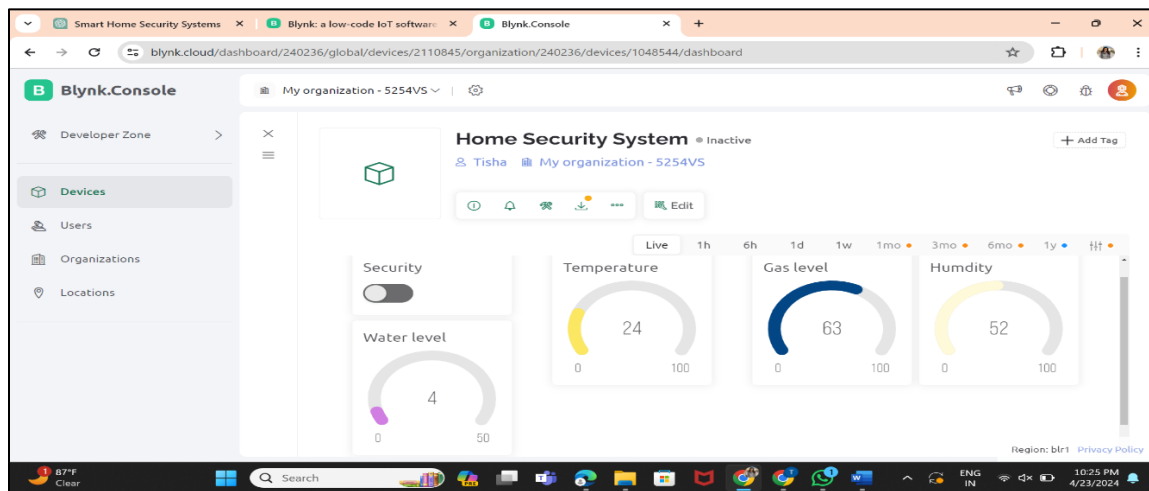 Smart Home Security Systems
Blynk: a low-code IoT software
Blynk.Console
blynk.cloud/dashboard/240236/global/devices/2110845/organization/240236/devices/1048544/dashboard
B Blynk.Console
My organization - 5254VS
Developer Zone
Devices
Users
Organizations
Locations
Home Security System Inactive
+ Add Tag
Tisha My organization - 5254VS
Edit
Live 1h 6h 1d 1w 1mo 3mo 6mo 1y
Security
Temperature
24
0 100
Gas level
63
0 100
Humdity
52
0 100
Water level
4
0 50
Region: blr1 Privacy Policy
1
87°F
Clear
Search
ENG
IN
10:25 PM
4/23/2024